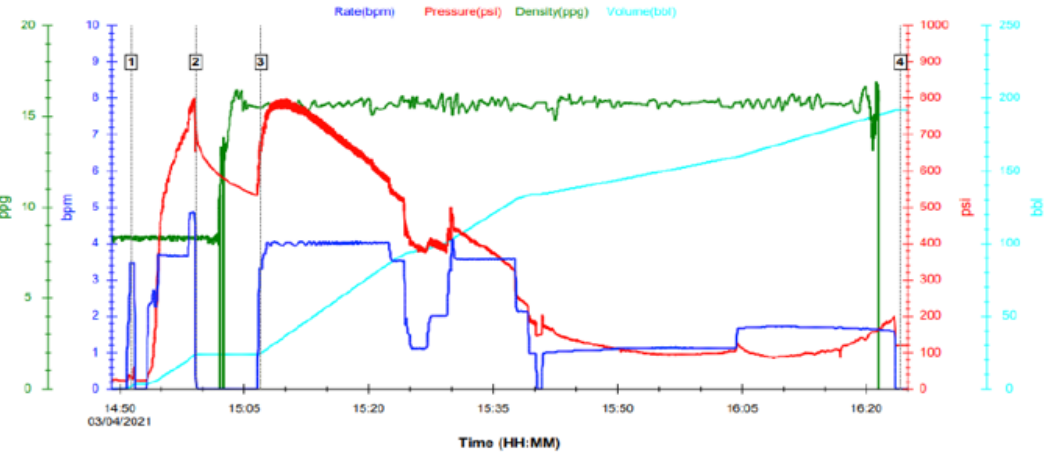 Rate(bpm) Pressure(psi) Density(ppg) Volume(bbl)
20 10 1000 250
9 900
1 2 3 4
8 800 200
15
7 700
6 600 150
ppg bpm psi bbl
10 5 500
4 400 100
3 300
5
2 200 50
1 100
0 0 0 0
14:50 15:05 15:20 15:35 15:50 16:05 16:20
03/04/2021
Time (HH:MM)